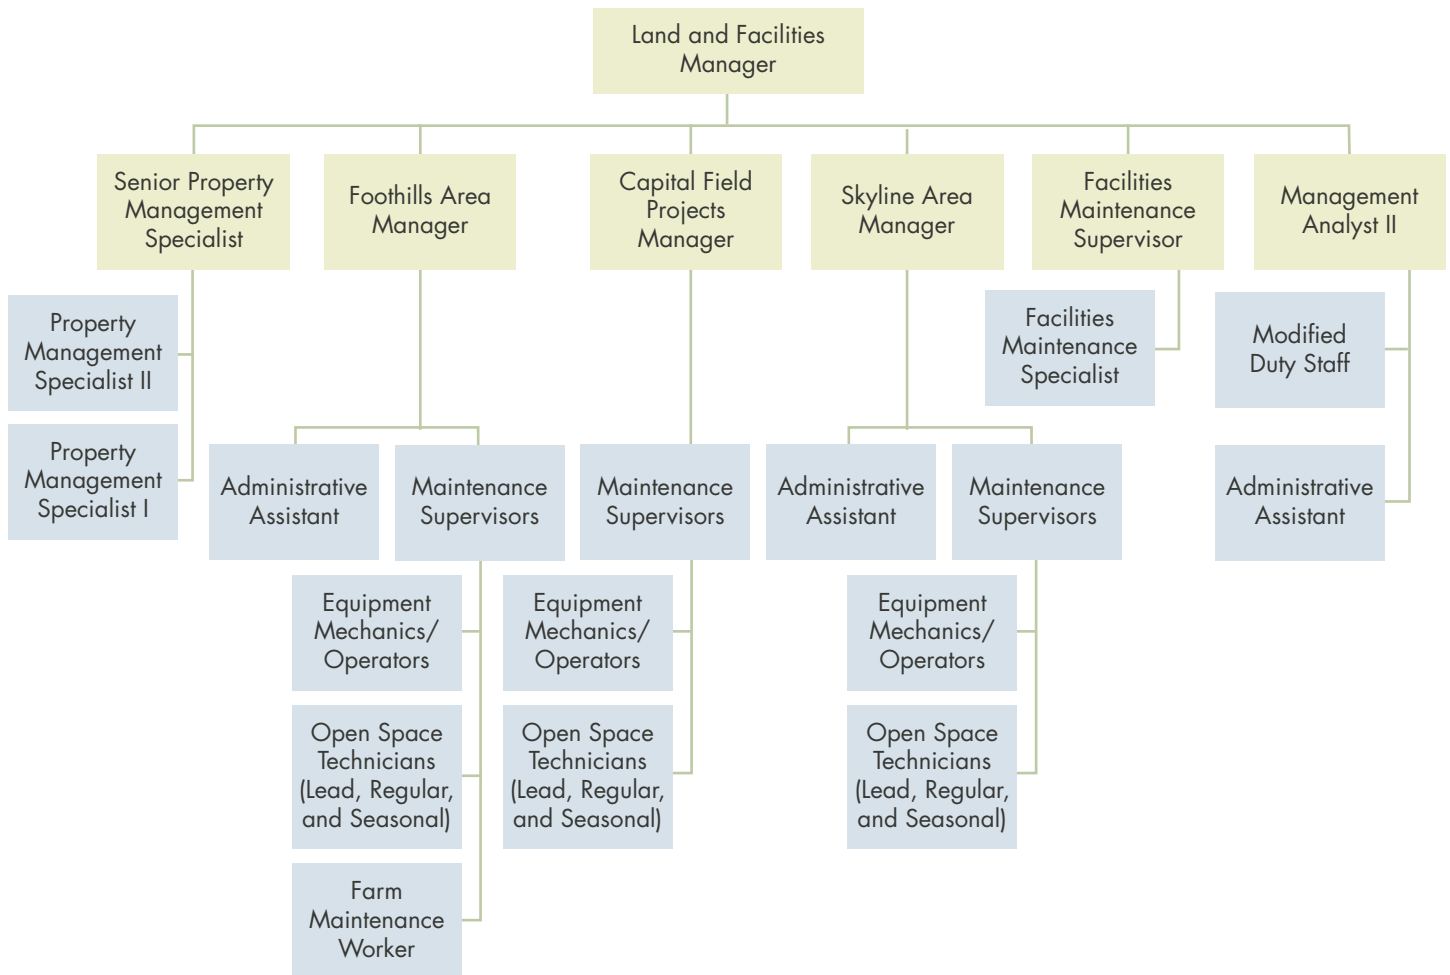 Land and Facilities
Manager
Senior Property
Management
Specialist
Foothills Area
Manager
Capital Field
Projects
Manager
Skyline Area
Manager
Facilities
Maintenance
Supervisor
Management
Analyst II
Property
Management
Specialist II
Facilities
Maintenance
Specialist
Modified
Duty Staff
Property
Management
Specialist I
Administrative
Assistant
Maintenance
Supervisors
Maintenance
Supervisors
Administrative
Assistant
Maintenance
Supervisors
Administrative
Assistant
Equipment
Mechanics/
Operators
Equipment
Mechanics/
Operators
Equipment
Mechanics/
Operators
Open Space
Technicians
(Lead, Regular,
and Seasonal)
Open Space
Technicians
(Lead, Regular,
and Seasonal)
Open Space
Technicians
(Lead, Regular,
and Seasonal)
Farm
Maintenance
Worker